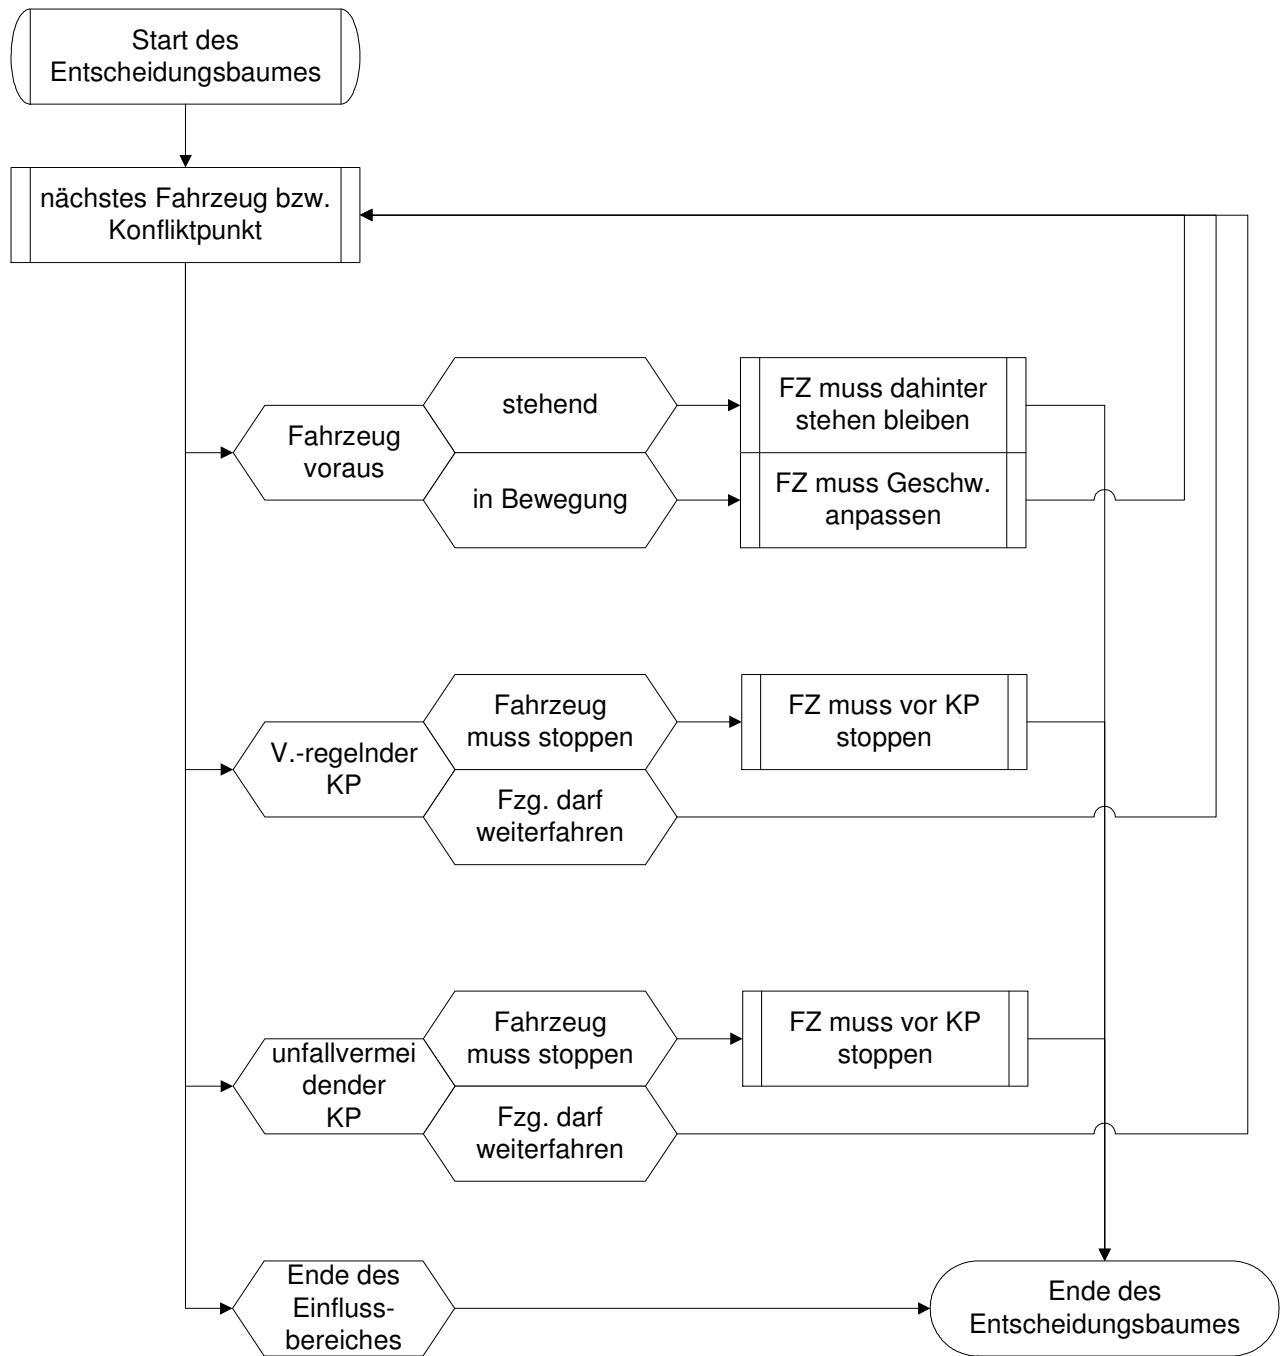 Start des
Entscheidungsbaumes
nächstes Fahrzeug bzw.
Konfliktpunkt
Fahrzeug
voraus
stehend
in Bewegung
FZ muss dahinter
stehen bleiben
FZ muss Geschw.
anpassen
V.-regelnder
KP
Fahrzeug
muss stoppen
Fzg. darf
weiterfahren
FZ muss vor KP
stoppen
unfallvermei
dender
KP
Fahrzeug
muss stoppen
Fzg. darf
weiterfahren
FZ muss vor KP
stoppen
Ende des
Einfluss-
bereiches
Ende des
Entscheidungsbaumes